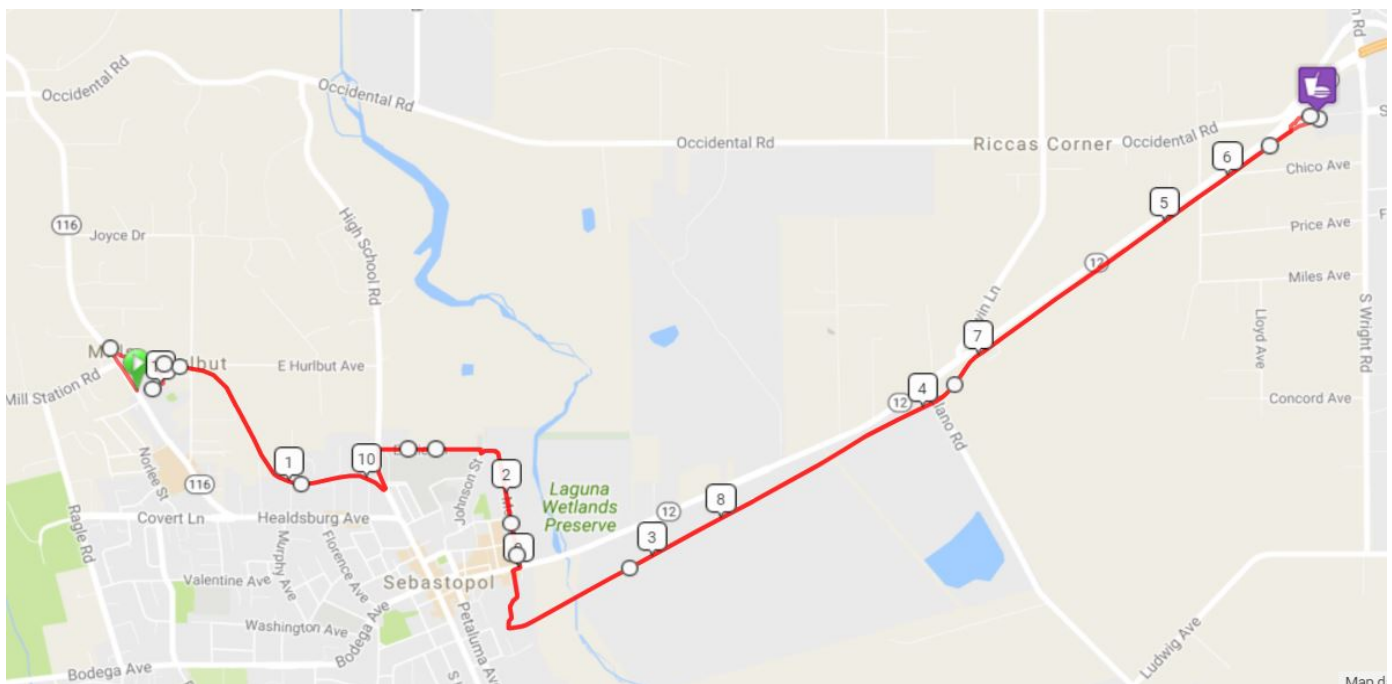 Occidental Rd
Occidental Rd
Occidental Rd
Riccas Corner
Occidental Rd
6
Chico Ave
5
Price Ave
Miles Ave
12
116
Joyce Dr
High School Rd
7
Lloyd Ave
S Wright Rd
E Hurlbut Ave
Mill Station Rd
4
12
Concord Ave
Norlee St
1
10
116
Johnson St
2
Laguna
Wetlands
Preserve
8
12
3
Covert Ln
Healdsburg Ave
Ragle Rd
Murphy Ave
Florence Ave
Valentine Ave
Sebastopol
Washington Ave
Bodega Ave
Petaluma Ave
Bodega Ave
Ludwig Ave
Map d